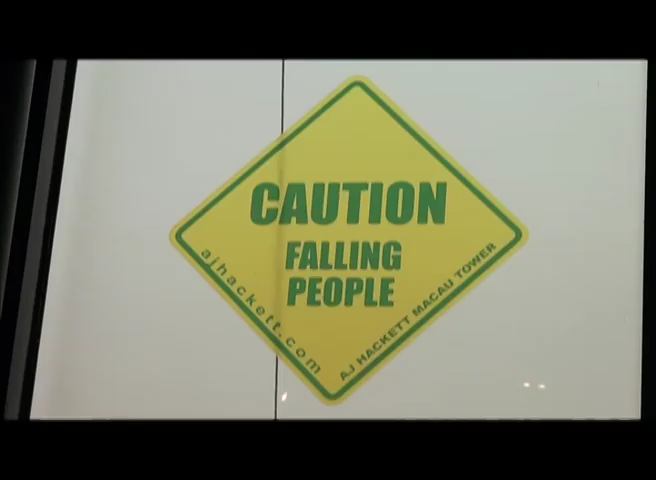 CAUTION
FALLING
PEOPLE
ajhackett.com
AJ HACKETT MACAU TOWER